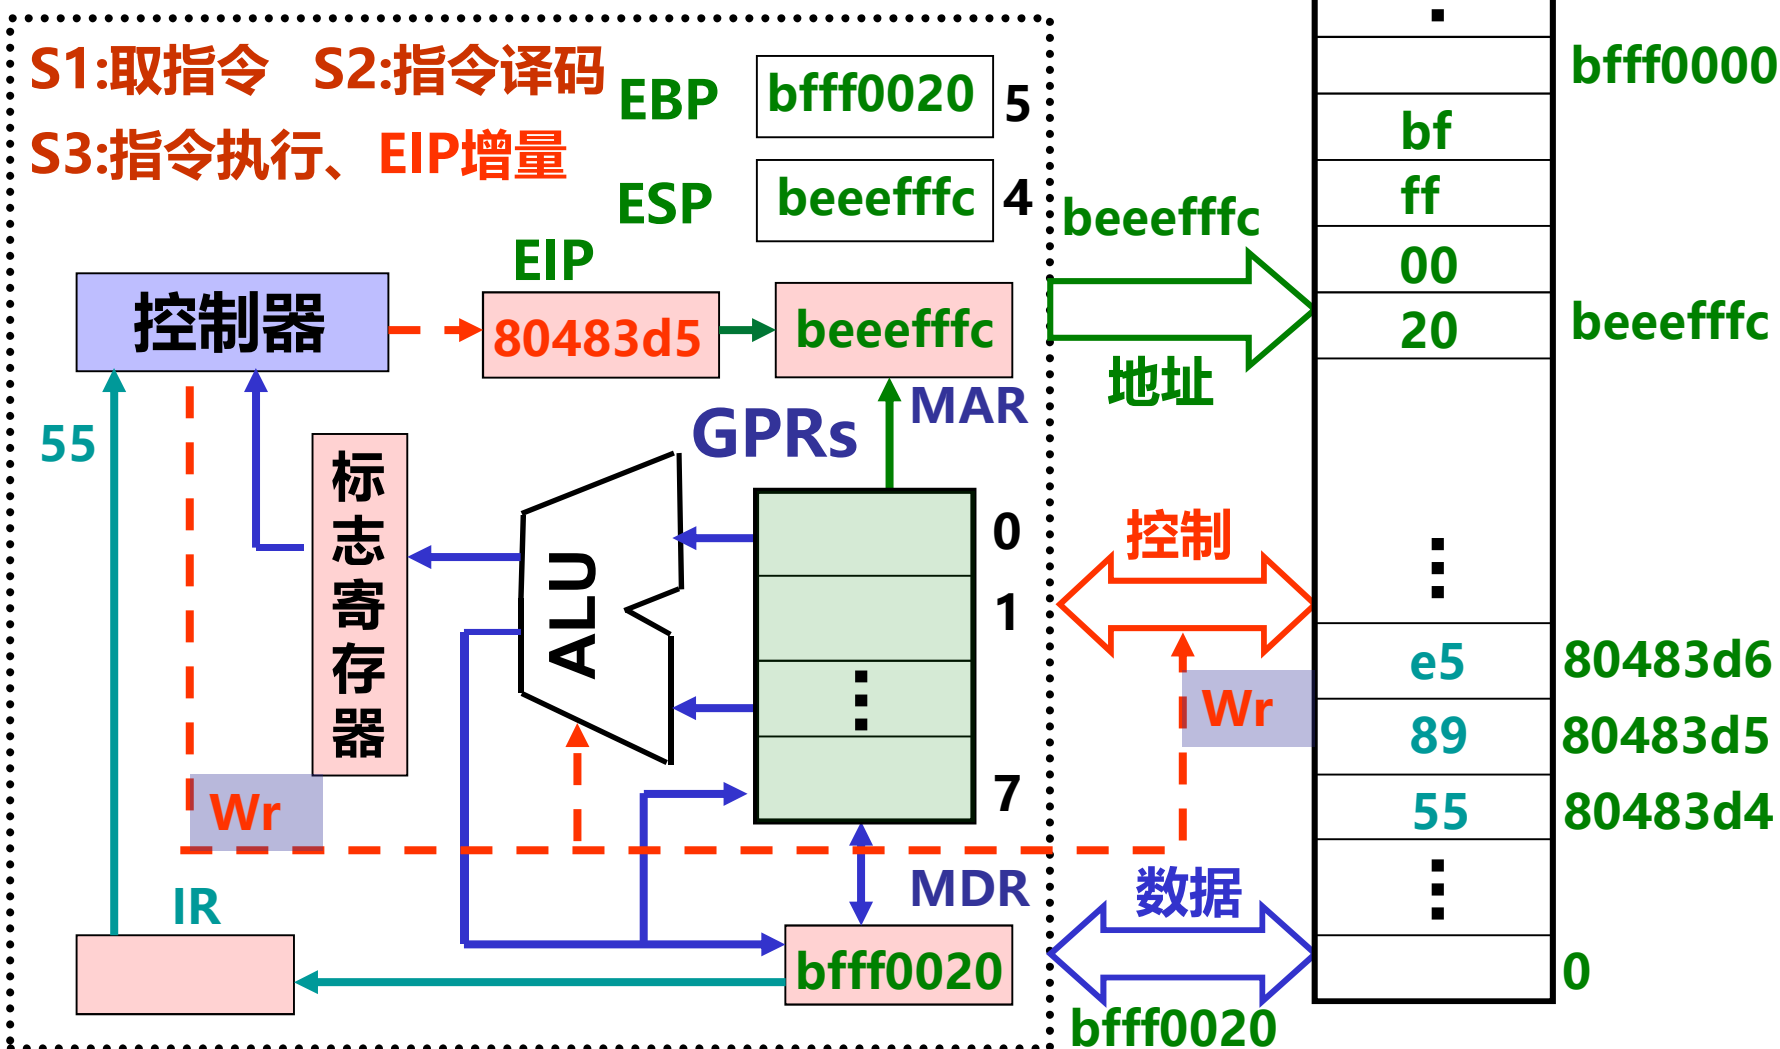 S1:取指令 S2:指令译码
S3:指令执行、EIP增量
EBP
bfff0020
5
ESP
beeefffc
4
EIP
控制器
80483d5
beeefffc
MAR
GPRs
55
标志寄存器
ALU
0
1
7
Wr
IR
MDR
bfff0020
beeefffc
地址
控制
Wr
数据
bfff0020
bfff0000
bf
ff
00
20
beeefffc
e5
80483d6
89
80483d5
55
80483d4
0